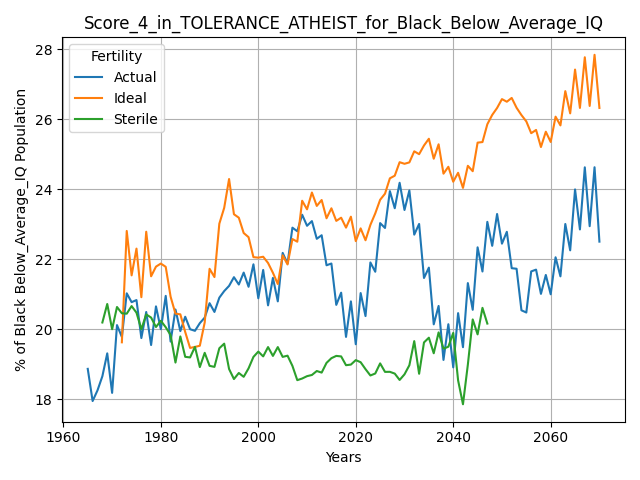 Score_4_in_TOLERANCE_ATHEIST_for_Black_Below_Average_IQ
% of Black Below_Average_IQ Population
28
26
24
22
20
18
Fertility
Actual
Ideal
Sterile
1960
1980
2000
2020
2040
2060
Years